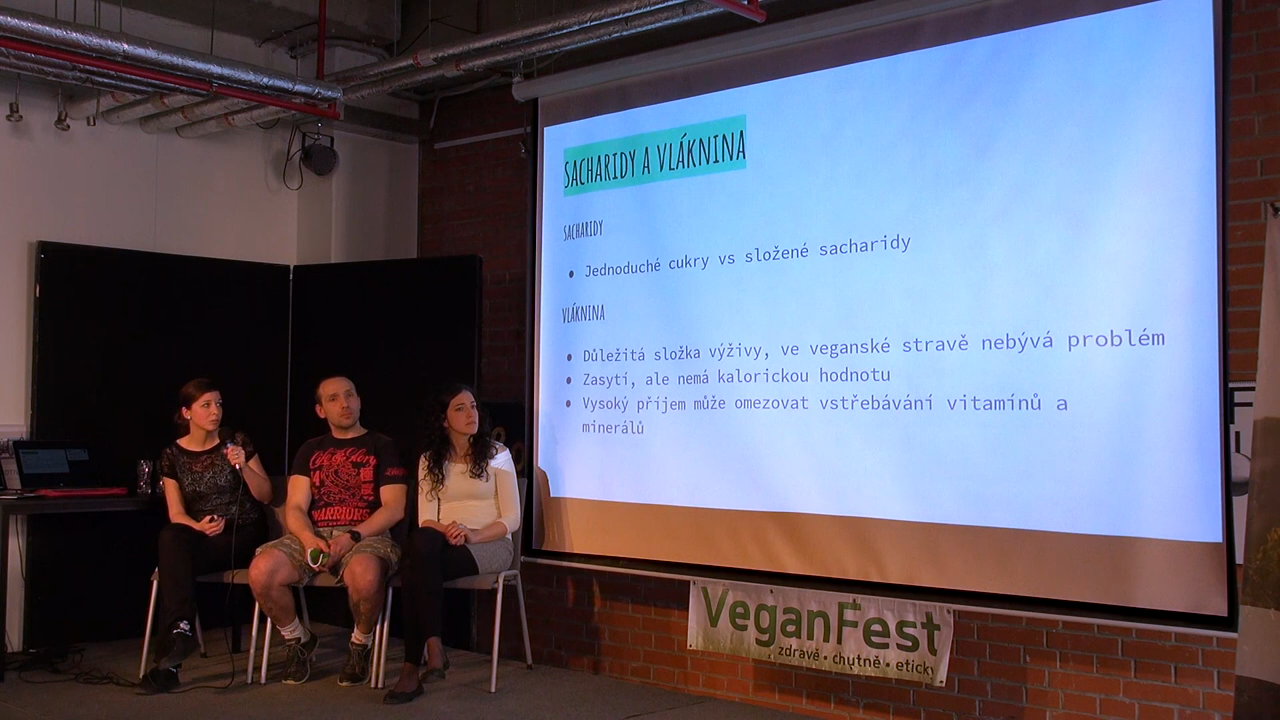 SACHARIDY A VLÁKNINA
SACHARIDY
● Jednoduché cukry vs složené sacharidy
VLÁKNINA
● Důležitá složka výživy, ve veganské stravě nebývá problém
● Zasytí, ale nemá kalorickou hodnotu
● Vysoký příjem může omezovat vstřebávání vitamínů a
minerálů
WARRIORS
VeganFest
zdravě • chutně • eticky